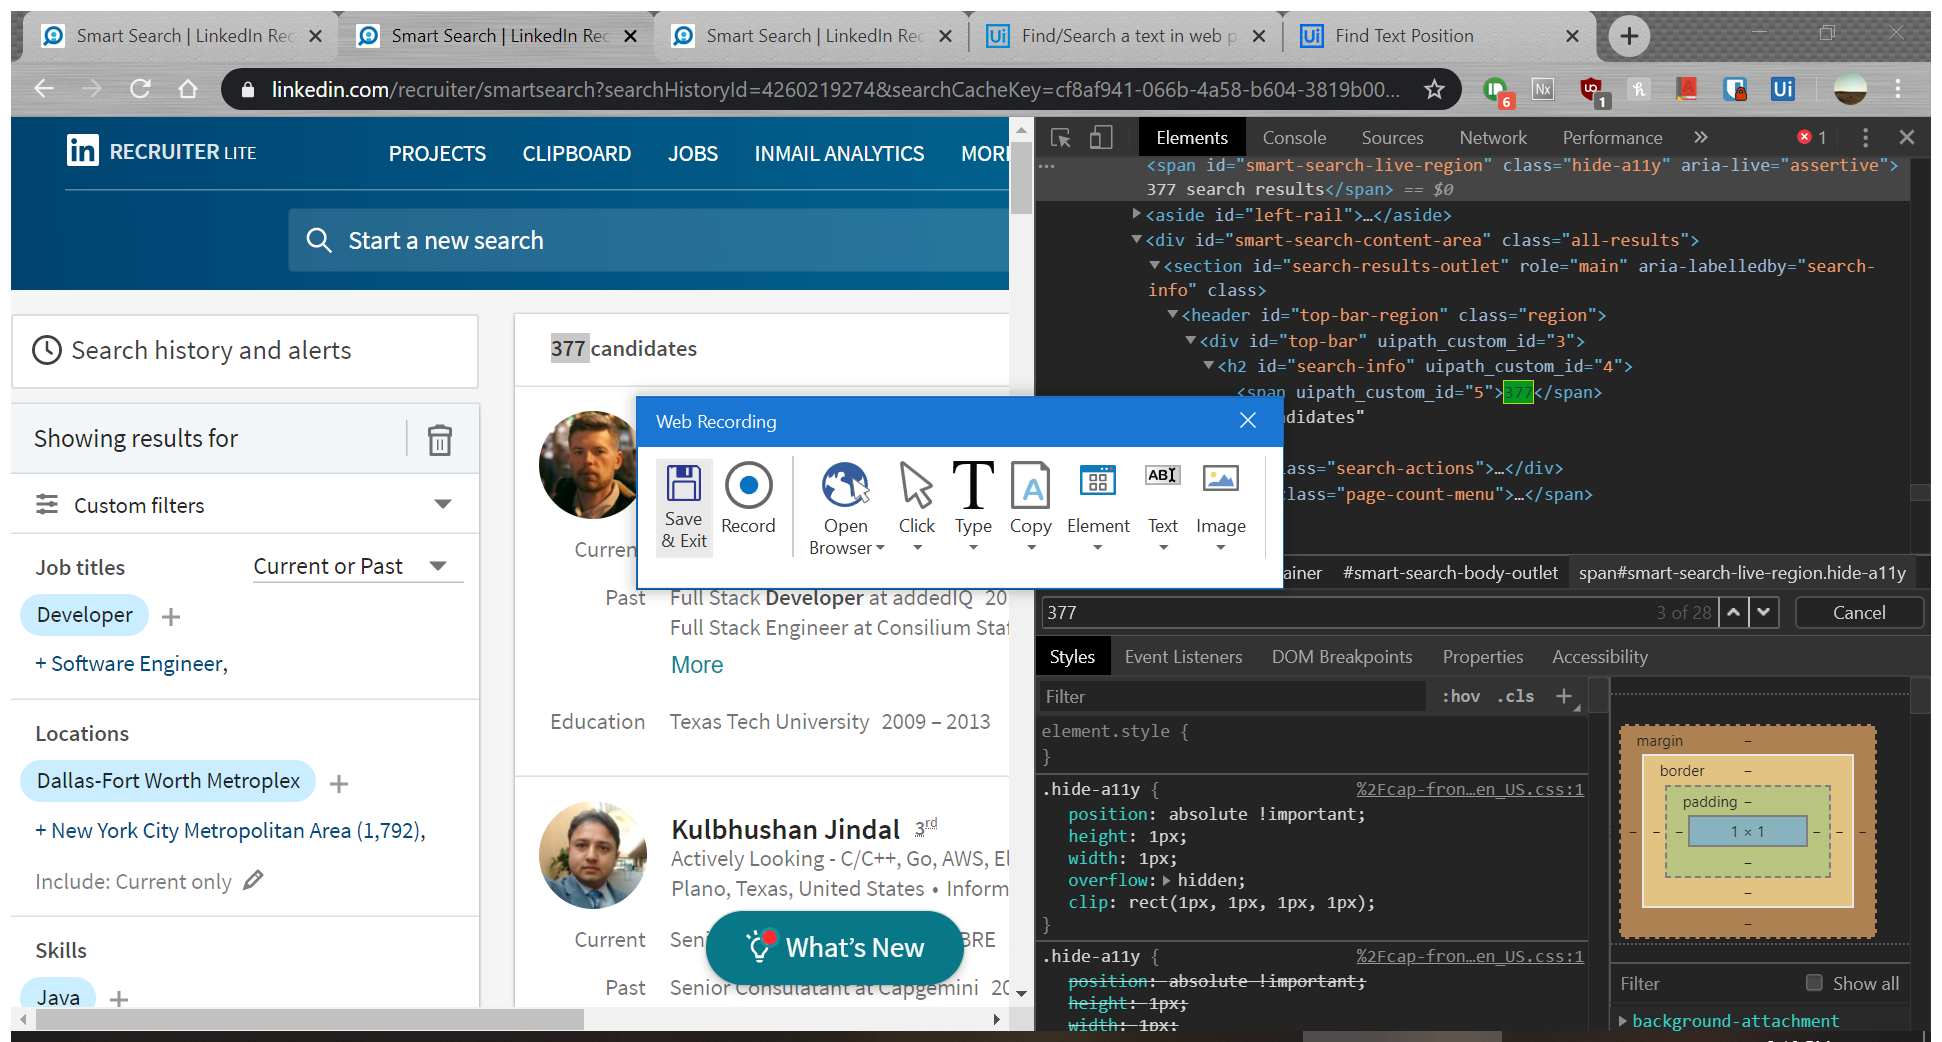 Smart Search | LinkedIn Rec
Smart Search | LinkedIn Rec
Smart Search | LinkedIn Rec
Ui Find/Search a text in web p
Ui Find Text Position
linkedin.com/recruiter/smartsearch?searchHistoryId=4260219274&searchCacheKey=cf8af941-066b-4a58-b604-3819b00...
6
Nx
1
Ui
in RECRUITER LITE
PROJECTS CLIPBOARD JOBS INMAIL ANALYTICS MORE
Start a new search
Search history and alerts
Showing results for
Custom filters
Job titles
Current or Past
Developer +
+ Software Engineer,
Locations
Dallas-Fort Worth Metroplex +
+ New York City Metropolitan Area (1,792),
Include: Current only
Skills
Java +
377 candidates
Current
Past Full Stack Developer at addedIQ 20
Full Stack Engineer at Consilium Staf
More
Education Texas Tech University 2009 – 2013
Kulbhushan Jindal 3rd
Actively Looking - C/C++, Go, AWS, El
Plano, Texas, United States • Inform
Current Seni
BRE
Past Senior Consulatant at Capgemini 20
What's New
Web Recording
Save & Exit
Record
Open Browser
Click
Type
Copy
Element
Text
Image
Elements Console Sources Network Performance » 1
<span id="smart-search-live-region" class="hide-a11y" aria-live="assertive">
377 search results</span> == $0
<aside id="left-rail">…</aside>
<div id="smart-search-content-area" class="all-results">
<section id="search-results-outlet" role="main" aria-labelledby="search-
info" class>
<header id="top-bar-region" class="region">
<div id="top-bar" uipath_custom_id="3">
<h2 id="search-info" uipath_custom_id="4">
<span uipath_custom_id="5">377</span>
didates"
lass="search-actions">…</div>
class="page-count-menu">…</span>
ainer #smart-search-body-outlet span#smart-search-live-region.hide-a11y
377 3 of 28 Cancel
Styles Event Listeners DOM Breakpoints Properties Accessibility
Filter :hov .cls +
element.style {
}
.hide-a11y { %2Fcap-fron…en_US.css:1
position: absolute !important;
height: 1px;
width: 1px;
overflow: hidden;
clip: rect(1px, 1px, 1px, 1px);
}
.hide-a11y { %2Fcap-fron…en_US.css:1
position: absolute !important;
height: 1px;
width: 1px;
margin –
border –
padding –
– – – 1 × 1 – – –
–
–
–
Filter Show all
background-attachment